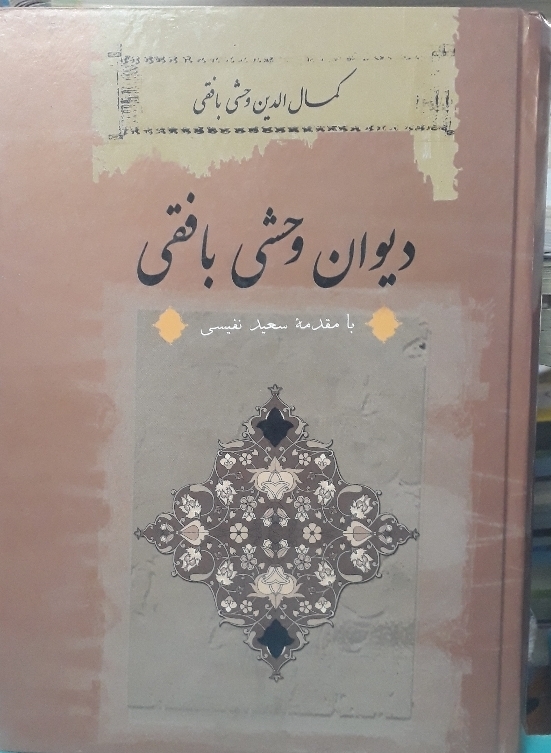 کمال الدین وحشی بافقی
دیوان وحشی بافقی
با مقدمهٔ سعید نفیسی